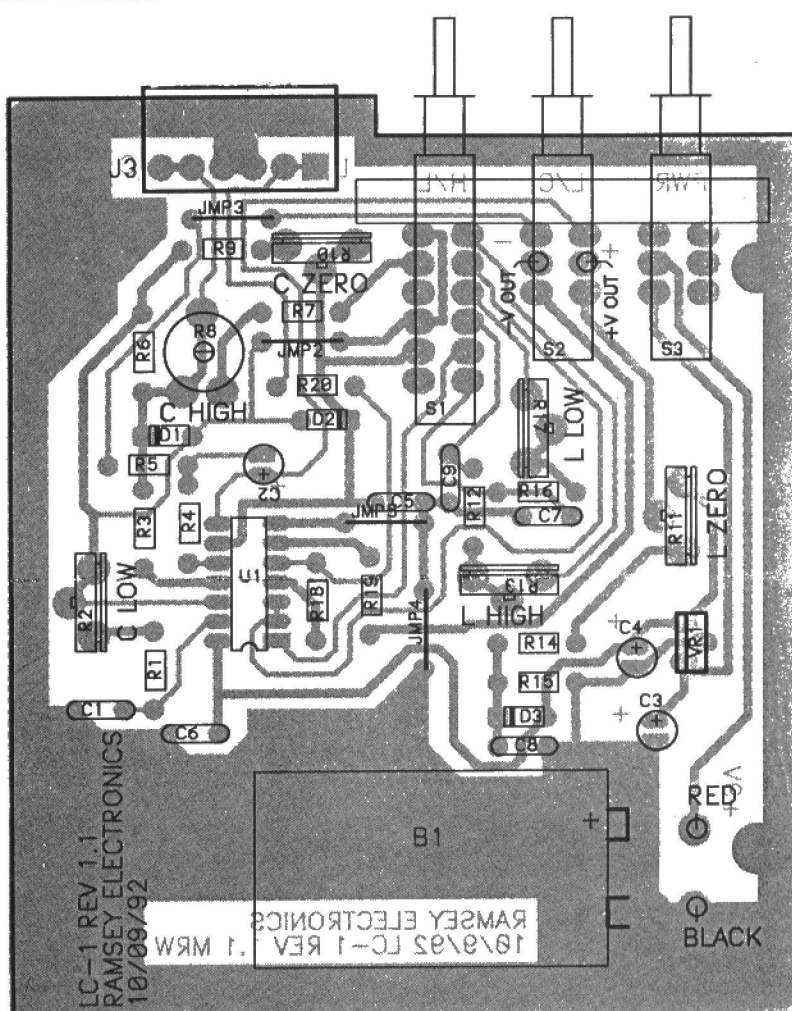 J3
1
H/L
L/C
PWR
JMP3
R9
R10
C ZERO
-
+
-V OUT
+V OUT
R7
R6
R8
JMP2
S2
S3
R20
S1
C HIGH
D2
R17
L LOW
D1
R5
C2
+
C9
R16
R12
C5
C7
R3
R4
JMP5
R11
L ZERO
U1
R2
C LOW
R18
R19
R13
L HIGH
JMP4
+
C4
+
VR1
R14
R1
R15
C1
C6
D3
C8
+
C3
+
RED
+9V
B1
+
BLACK
LC-1 REV 1.1
RAMSEY ELECTRONICS
10/09/92
RAMSEY ELECTRONICS
10/9/92 LC-1 REV 1.1 MRW